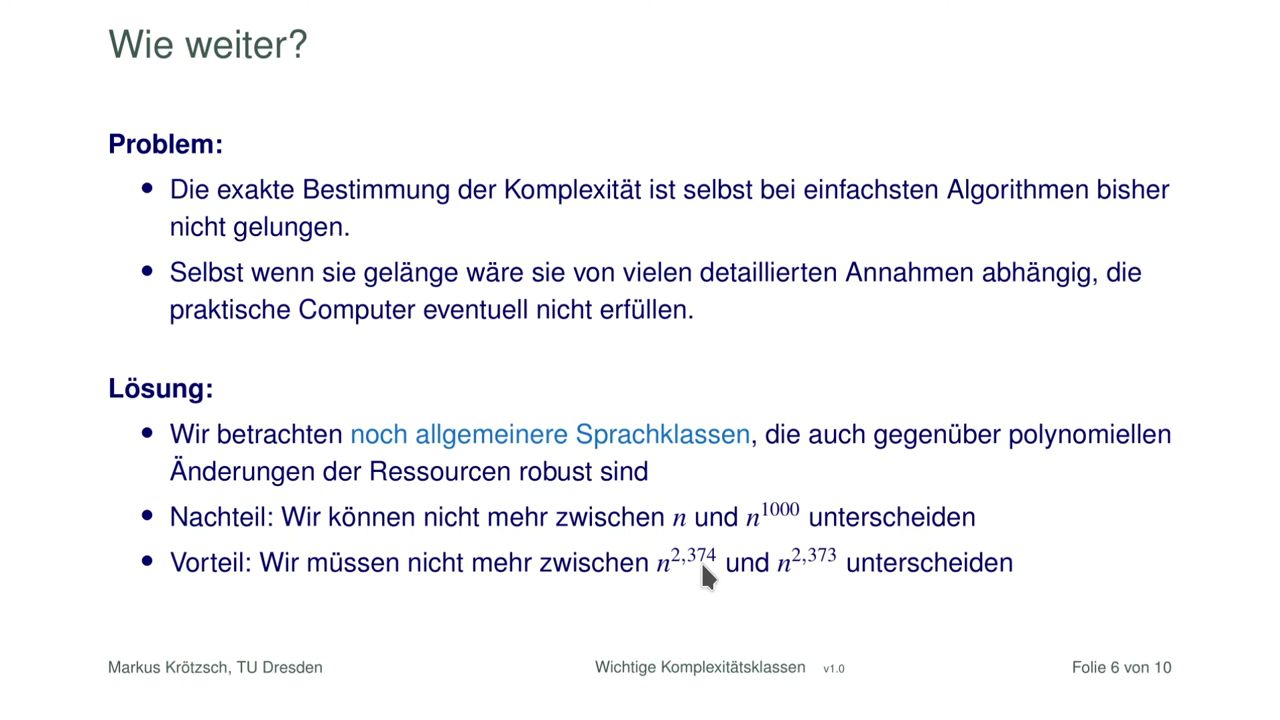 Wie weiter?
Problem:
• Die exakte Bestimmung der Komplexität ist selbst bei einfachsten Algorithmen bisher
nicht gelungen.
• Selbst wenn sie gelänge wäre sie von vielen detaillierten Annahmen abhängig, die
praktische Computer eventuell nicht erfüllen.
Lösung:
• Wir betrachten noch allgemeinere Sprachklassen, die auch gegenüber polynomiellen
Änderungen der Ressourcen robust sind
• Nachteil: Wir können nicht mehr zwischen n und n^1000 unterscheiden
• Vorteil: Wir müssen nicht mehr zwischen n^2,374 und n^2,373 unterscheiden
Markus Krötzsch, TU Dresden Wichtige Komplexitätsklassen v1.0 Folie 6 von 10